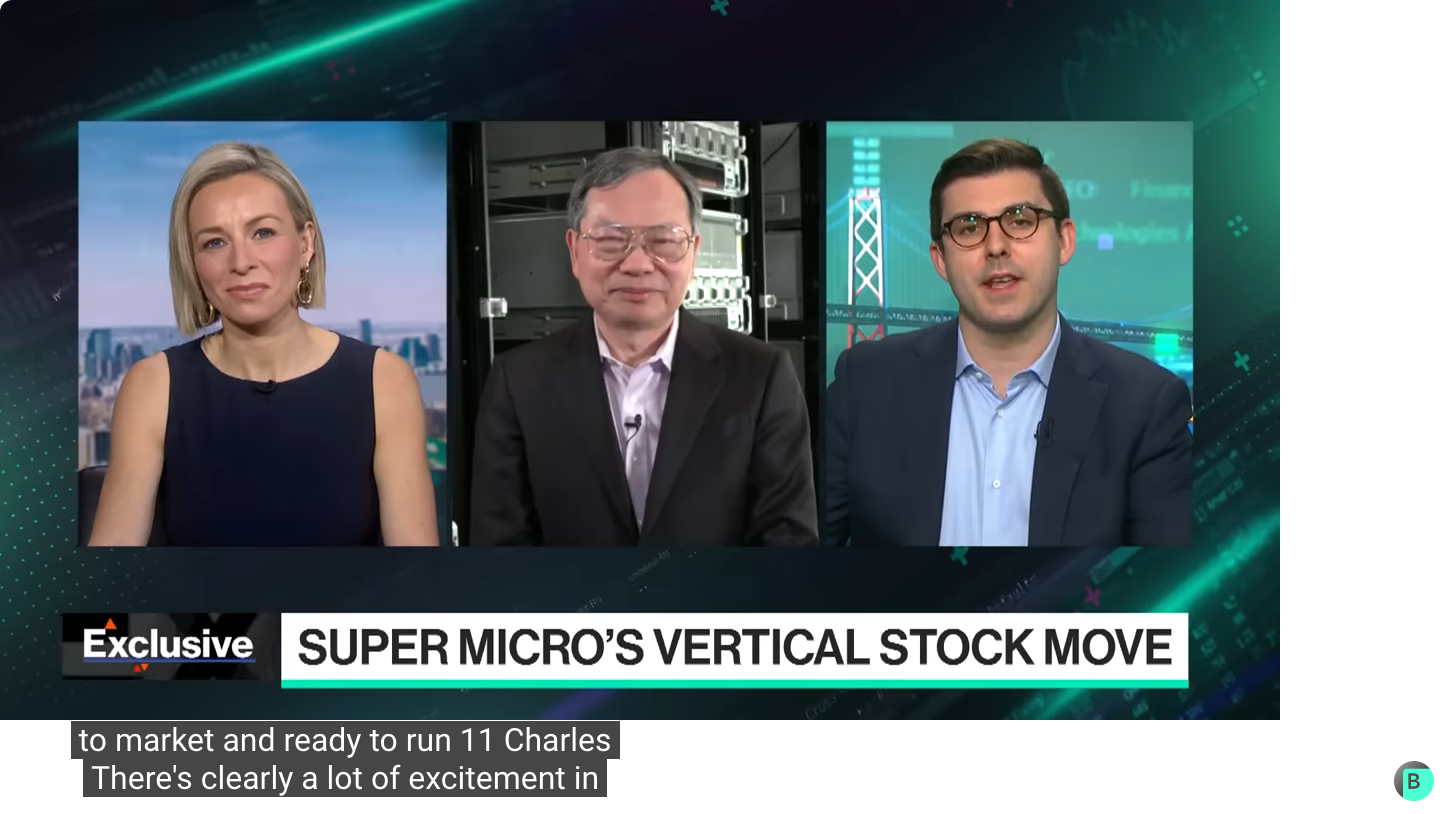 Exclusive
SUPER MICRO'S VERTICAL STOCK MOVE
to market and ready to run 11 Charles
There's clearly a lot of excitement in
B